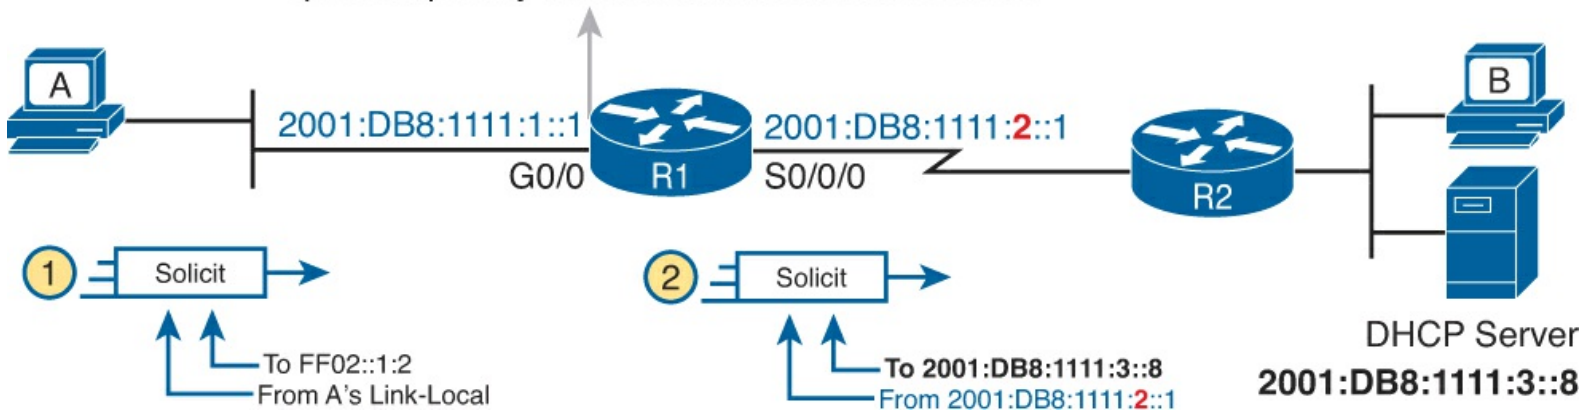 A
2001:DB8:1111:1::1
2001:DB8:1111:2::1
B
G0/0
R1
S0/0/0
R2
1
Solicit
To FF02::1:2
From A's Link-Local
2
Solicit
To 2001:DB8:1111:3::8
From 2001:DB8:1111:2::1
DHCP Server
2001:DB8:1111:3::8